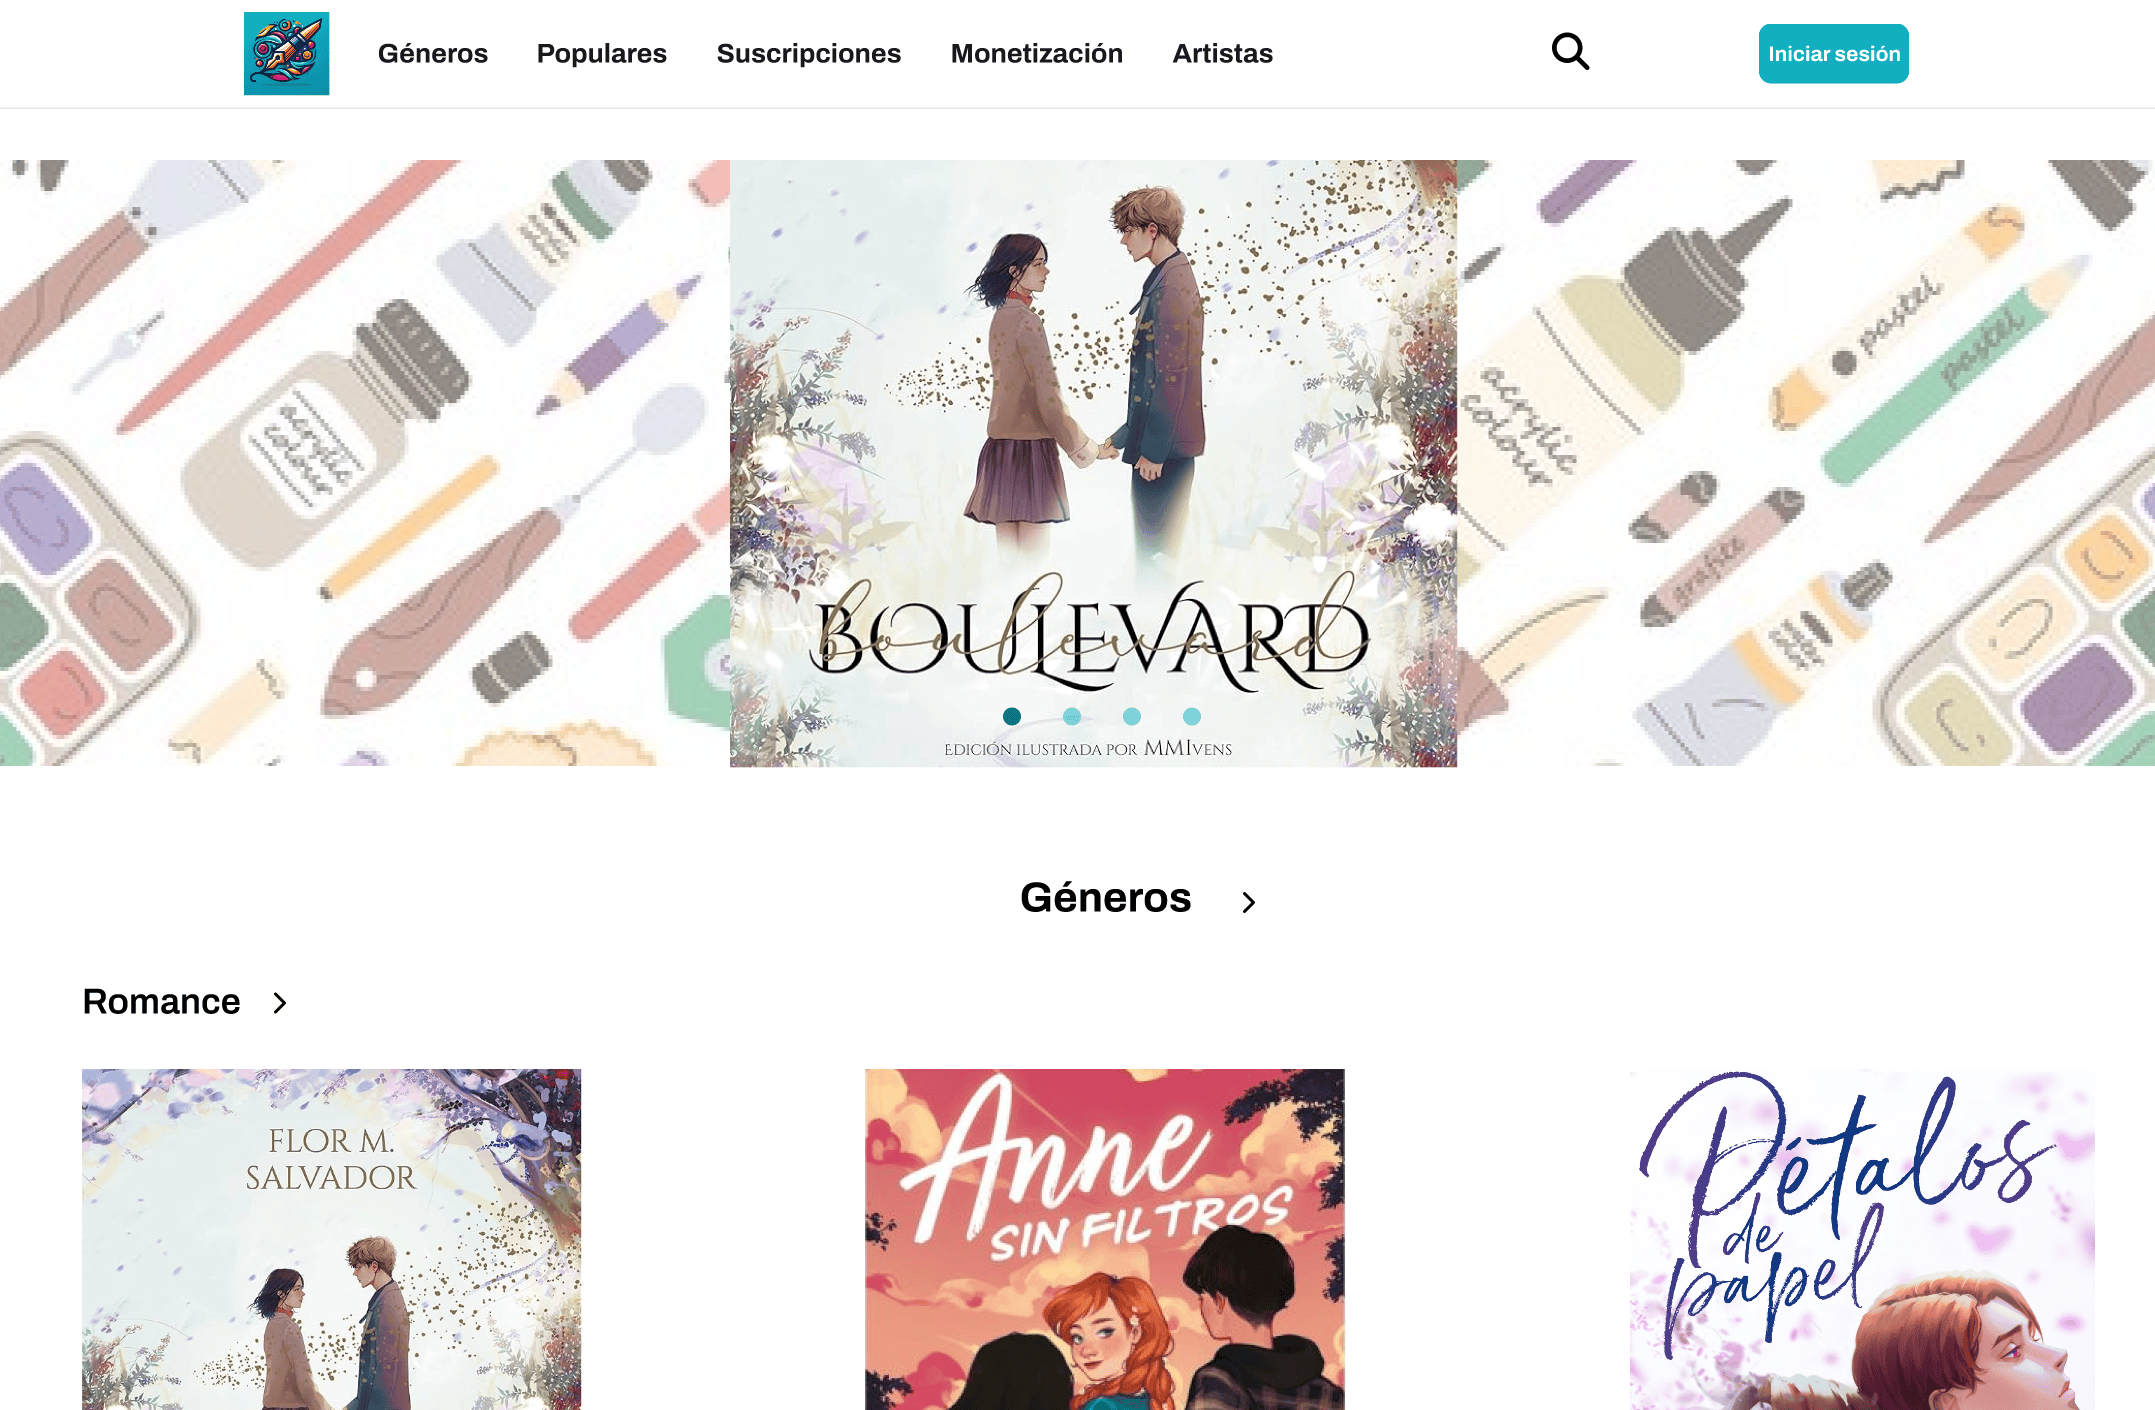 Géneros Populares Suscripciones Monetización Artistas Iniciar sesión
acrylic
colour
BOULEVARD
boulevard
EDICIÓN ILUSTRADA POR MMIVENS
acrylic
colour
pastel
pastel
grafite
Géneros
Romance
FLOR M.
SALVADOR
Anne
SIN FILTROS
Pétalos
de
papel